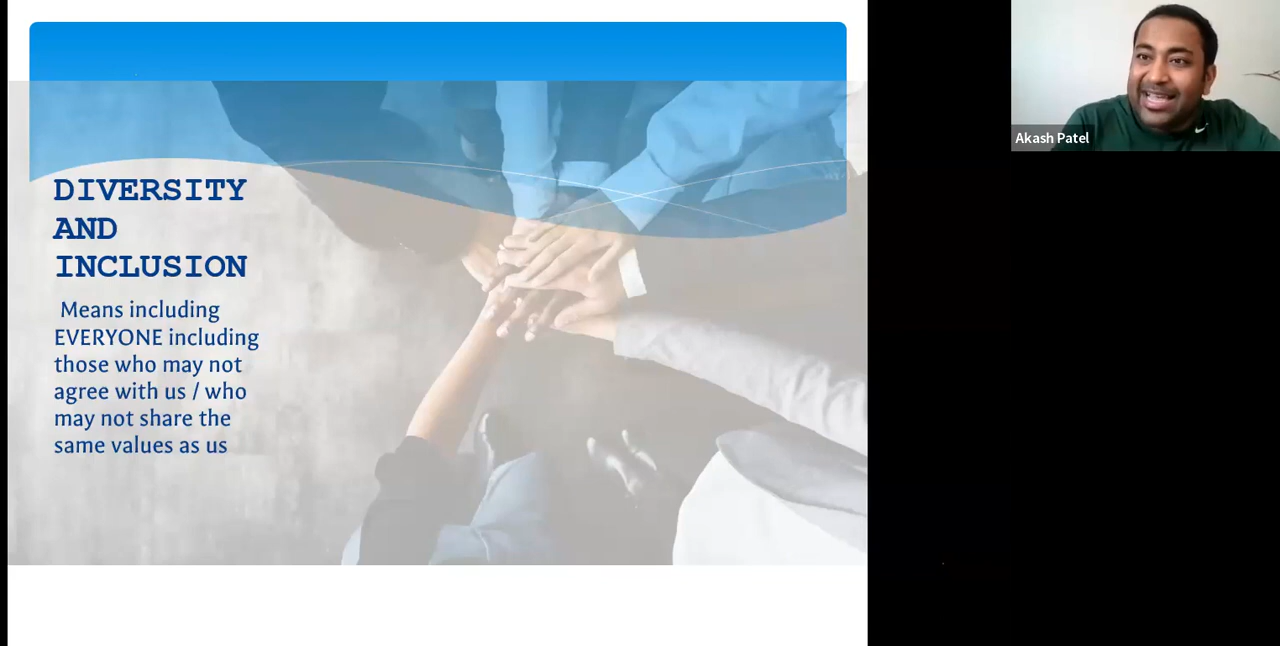 DIVERSITY
AND
INCLUSION
Means including
EVERYONE including
those who may not
agree with us / who
may not share the
same values as us
Akash Patel